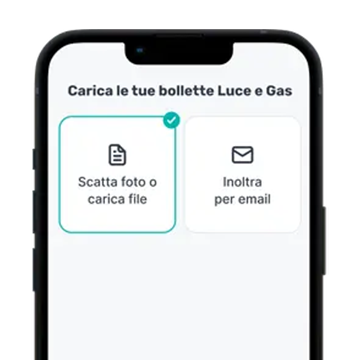 Carica le tue bollette Luce e Gas
Scatta foto o
carica file
Inoltra
per email